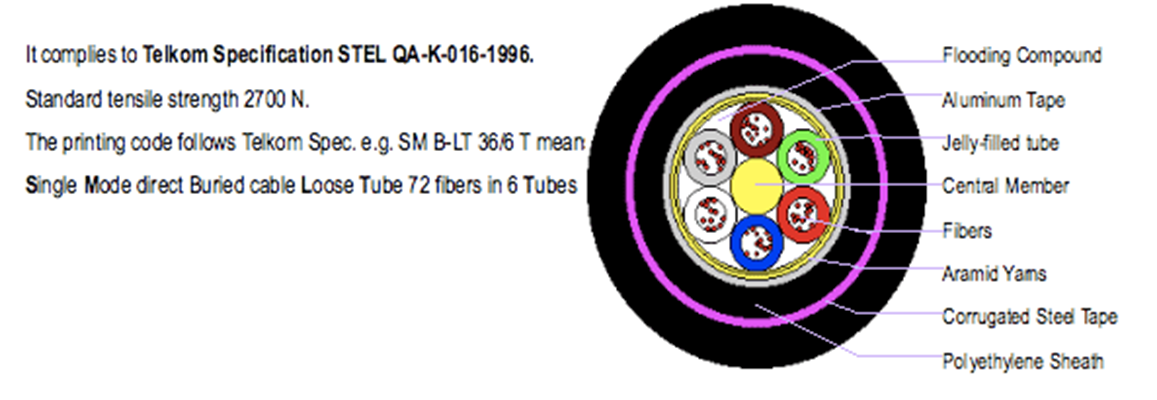 It complies to Telkom Specification STEL QA-K-016-1996.
Standard tensile strength 2700 N.
The printing code follows Telkom Spec. e.g. SM B-LT 36/6 T means
Single Mode direct Buried cable Loose Tube 72 fibers in 6 Tubes
Flooding Compound
Aluminum Tape
Jelly-filled tube
Central Member
Fibers
Aramid Yarns
Corrugated Steel Tape
Polyethylene Sheath